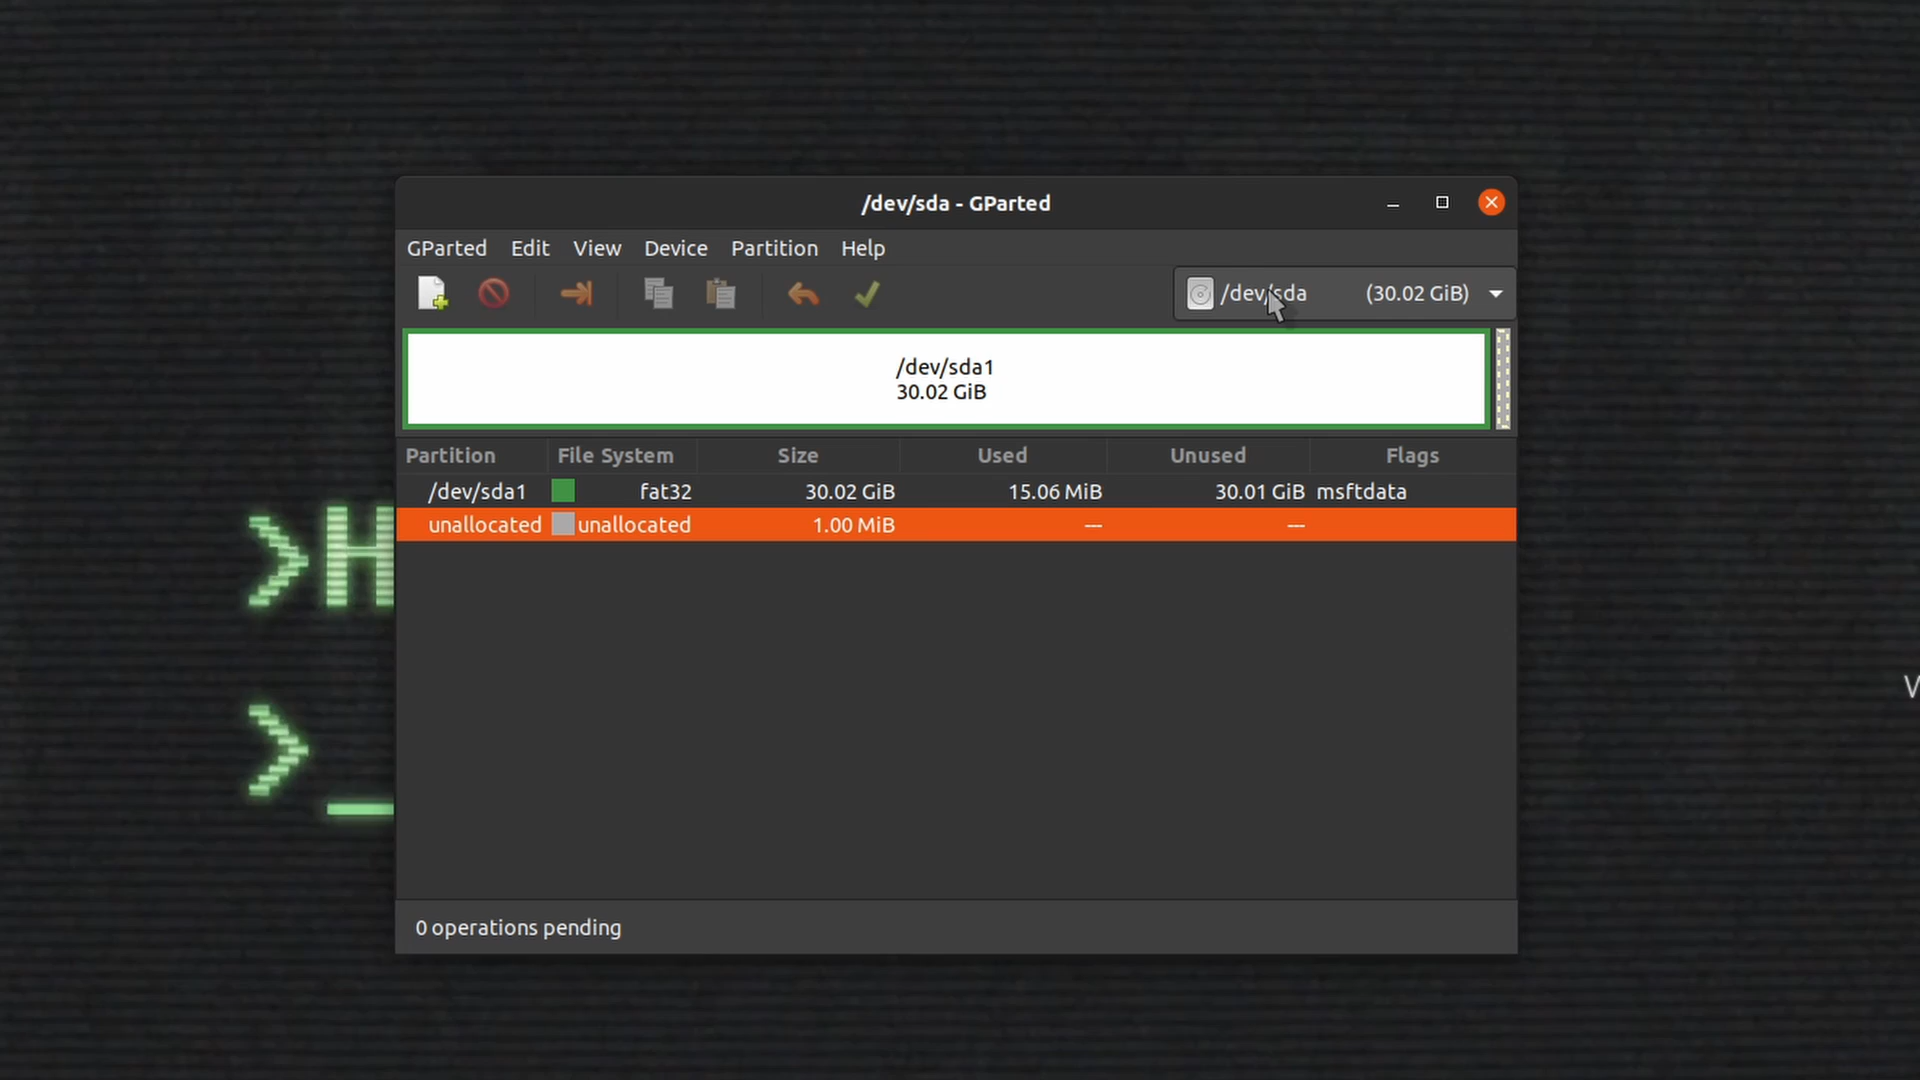 /dev/sda - GParted
GParted Edit View Device Partition Help
/dev/sda (30.02 GiB)
/dev/sda1
30.02 GiB
Partition File System Size Used Unused Flags
/dev/sda1 fat32 30.02 GiB 15.06 MiB 30.01 GiB msftdata
unallocated unallocated 1.00 MiB — —
>H
>_
0 operations pending